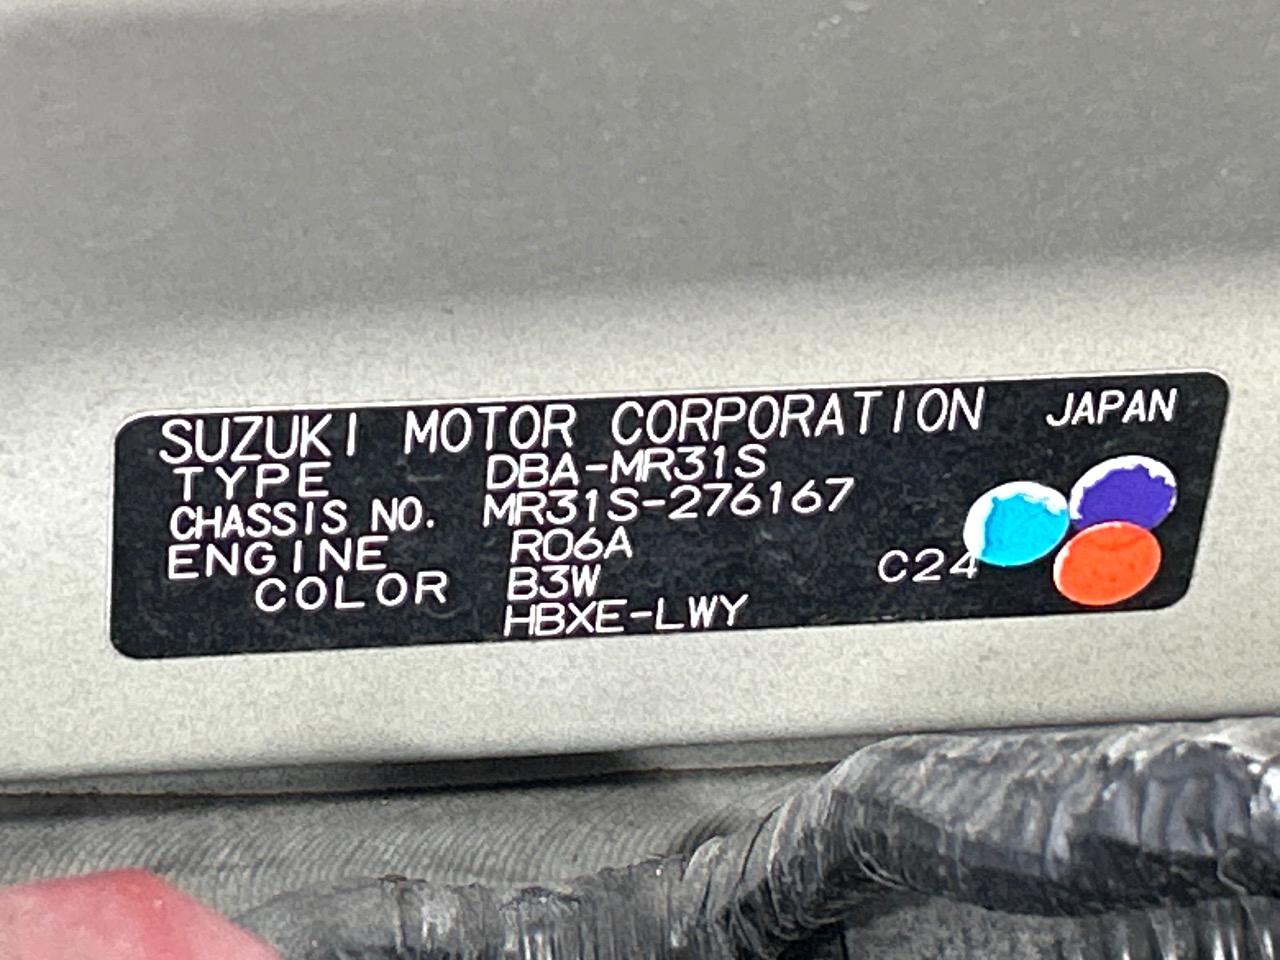 SUZUKI MOTOR CORPORATION JAPAN
TYPE DBA-MR31S
CHASSIS NO. MR31S-276167
ENGINE R06A C24
COLOR B3W
HBXE-LWY